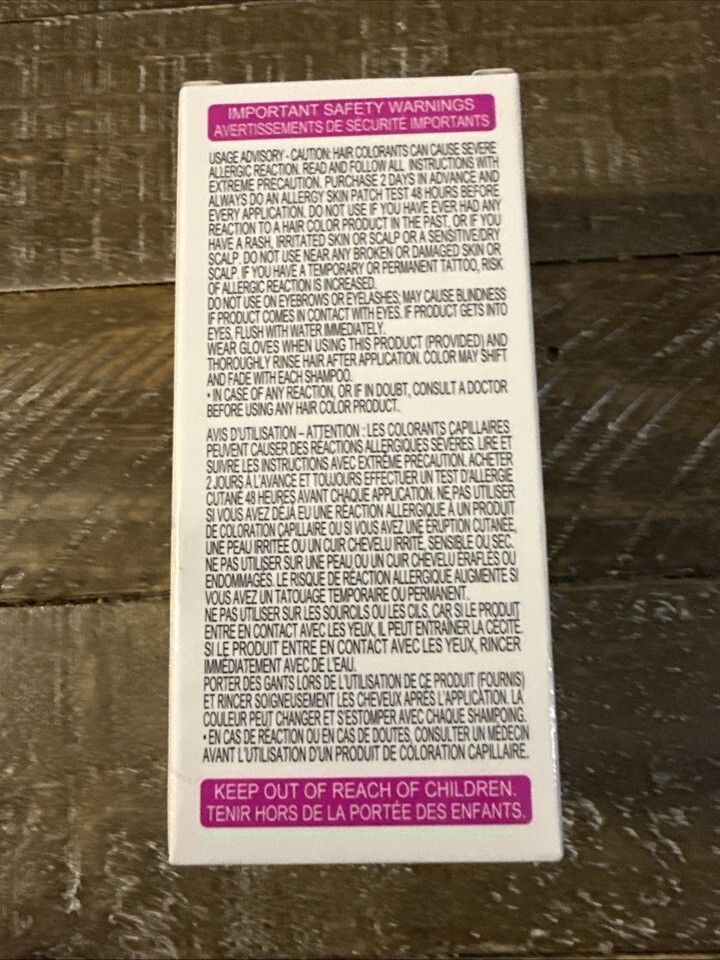 IMPORTANT SAFETY WARNINGS
AVERTISSEMENTS DE SÉCURITÉ IMPORTANTS
USAGE ADVISORY - CAUTION: HAIR COLORANTS CAN CAUSE SEVERE
ALLERGIC REACTION. READ AND FOLLOW ALL INSTRUCTIONS WITH
EXTREME PRECAUTION. PURCHASE 2 DAYS IN ADVANCE AND
ALWAYS DO AN ALLERGY SKIN PATCH TEST 48 HOURS BEFORE
EVERY APPLICATION. DO NOT USE IF YOU HAVE EVER HAD ANY
REACTION TO A HAIR COLOR PRODUCT IN THE PAST, OR IF YOU
HAVE A RASH, IRRITATED SKIN OR SCALP OR A SENSITIVE/DRY
SCALP. DO NOT USE NEAR ANY BROKEN OR DAMAGED SKIN OR
SCALP. IF YOU HAVE A TEMPORARY OR PERMANENT TATTOO, RISK
OF ALLERGIC REACTION IS INCREASED.
DO NOT USE ON EYEBROWS OR EYELASHES; MAY CAUSE BLINDNESS
IF PRODUCT COMES IN CONTACT WITH EYES. IF PRODUCT GETS INTO
EYES, FLUSH WITH WATER IMMEDIATELY.
WEAR GLOVES WHEN USING THIS PRODUCT (PROVIDED) AND
THOROUGHLY RINSE HAIR AFTER APPLICATION. COLOR MAY SHIFT
AND FADE WITH EACH SHAMPOO.
• IN CASE OF ANY REACTION, OR IF IN DOUBT, CONSULT A DOCTOR
BEFORE USING ANY HAIR COLOR PRODUCT.
AVIS D'UTILISATION – ATTENTION : LES COLORANTS CAPILLAIRES
PEUVENT CAUSER DES RÉACTIONS ALLERGIQUES SÉVÈRES. LIRE ET
SUIVRE LES INSTRUCTIONS AVEC EXTRÊME PRÉCAUTION. ACHETER
2 JOURS À L'AVANCE ET TOUJOURS EFFECTUER UN TEST D'ALLERGIE
CUTANÉ 48 HEURES AVANT CHAQUE APPLICATION. NE PAS UTILISER
SI VOUS AVEZ DÉJÀ EU UNE RÉACTION ALLERGIQUE À UN PRODUIT
DE COLORATION CAPILLAIRE OU SI VOUS AVEZ UNE ÉRUPTION CUTANÉE,
UNE PEAU IRRITÉE OU UN CUIR CHEVELU IRRITÉ, SENSIBLE OU SEC.
NE PAS UTILISER SUR UNE PEAU OU UN CUIR CHEVELU ÉRAFLÉS OU
ENDOMMAGÉS. LE RISQUE DE RÉACTION ALLERGIQUE AUGMENTE SI
VOUS AVEZ UN TATOUAGE TEMPORAIRE OU PERMANENT.
NE PAS UTILISER SUR LES SOURCILS OU LES CILS, CAR SI LE PRODUIT
ENTRE EN CONTACT AVEC LES YEUX, IL PEUT ENTRAÎNER LA CÉCITÉ.
SI LE PRODUIT ENTRE EN CONTACT AVEC LES YEUX, RINCER
IMMÉDIATEMENT AVEC DE L'EAU.
PORTER DES GANTS LORS DE L'UTILISATION DE CE PRODUIT (FOURNIS)
ET RINCER SOIGNEUSEMENT LES CHEVEUX APRÈS L'APPLICATION. LA
COULEUR PEUT CHANGER ET S'ESTOMPER AVEC CHAQUE SHAMPOING.
• EN CAS DE RÉACTION OU EN CAS DE DOUTES, CONSULTER UN MÉDECIN
AVANT L'UTILISATION D'UN PRODUIT DE COLORATION CAPILLAIRE.
KEEP OUT OF REACH OF CHILDREN.
TENIR HORS DE LA PORTÉE DES ENFANTS.